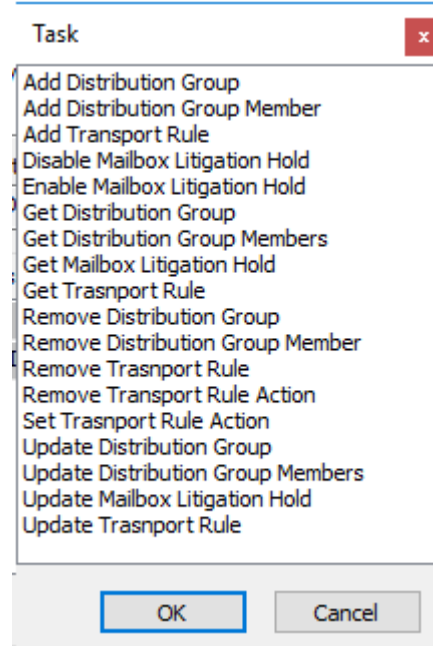 Task
x
Add Distribution Group
Add Distribution Group Member
Add Transport Rule
Disable Mailbox Litigation Hold
Enable Mailbox Litigation Hold
Get Distribution Group
Get Distribution Group Members
Get Mailbox Litigation Hold
Get Trasnport Rule
Remove Distribution Group
Remove Distribution Group Member
Remove Trasnport Rule
Remove Transport Rule Action
Set Trasnport Rule Action
Update Distribution Group
Update Distribution Group Members
Update Mailbox Litigation Hold
Update Trasnport Rule
OK
Cancel